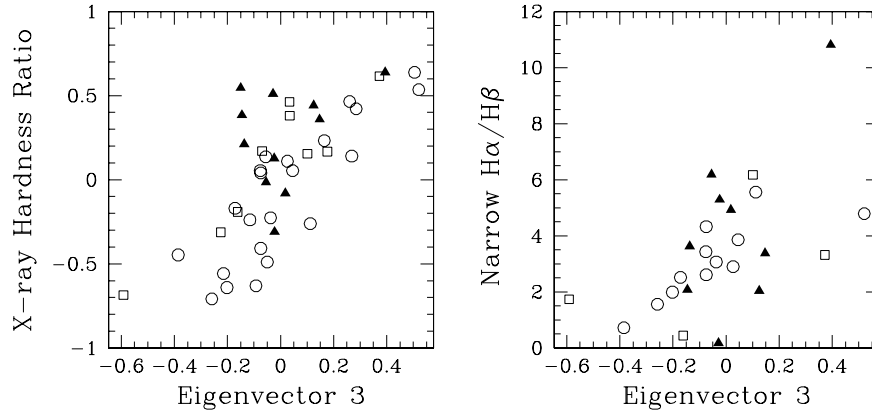 X-ray Hardness Ratio
1
0.5
0
-0.5
-1
-0.6 -0.4 -0.2 0 0.2 0.4
Eigenvector 3
Narrow Hα/Hβ
12
10
8
6
4
2
0
-0.6 -0.4 -0.2 0 0.2 0.4
Eigenvector 3